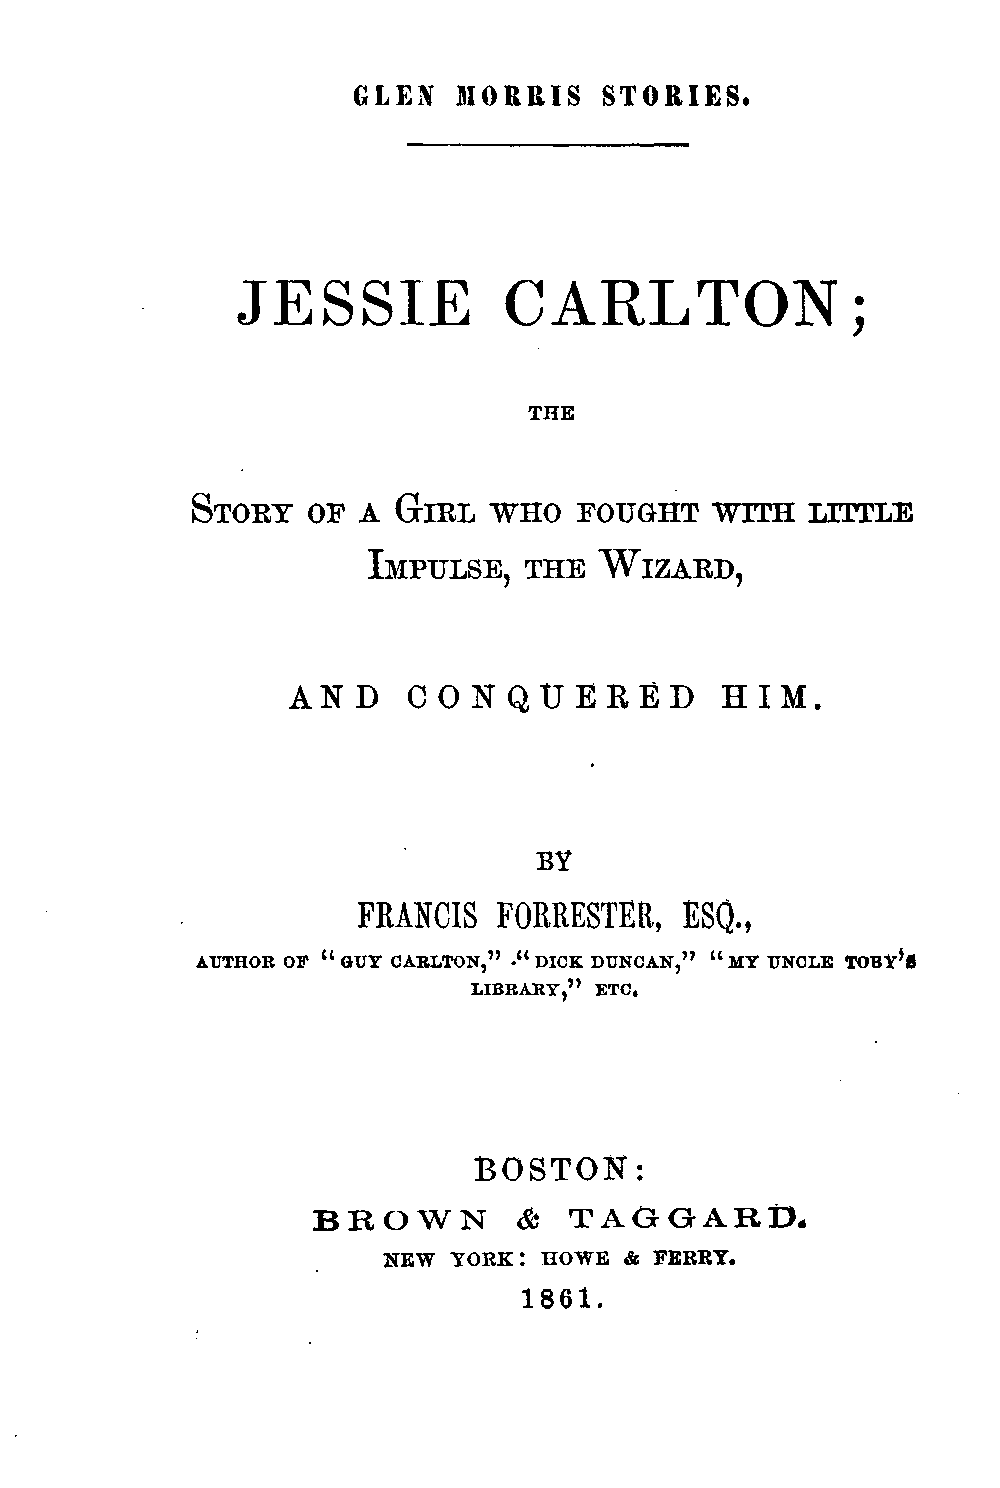 GLEN MORRIS STORIES.
JESSIE CARLTON;
THE
STORY OF A GIRL WHO FOUGHT WITH LITTLE
IMPULSE, THE WIZARD,
AND CONQUERED HIM.
BY
FRANCIS FORRESTER, ESQ.,
AUTHOR OF "GUY CARLTON," "DICK DUNCAN," "MY UNCLE TOBY'S
LIBRARY," ETC.
BOSTON:
BROWN & TAGGARD.
NEW YORK: HOWE & FERRY.
1861.